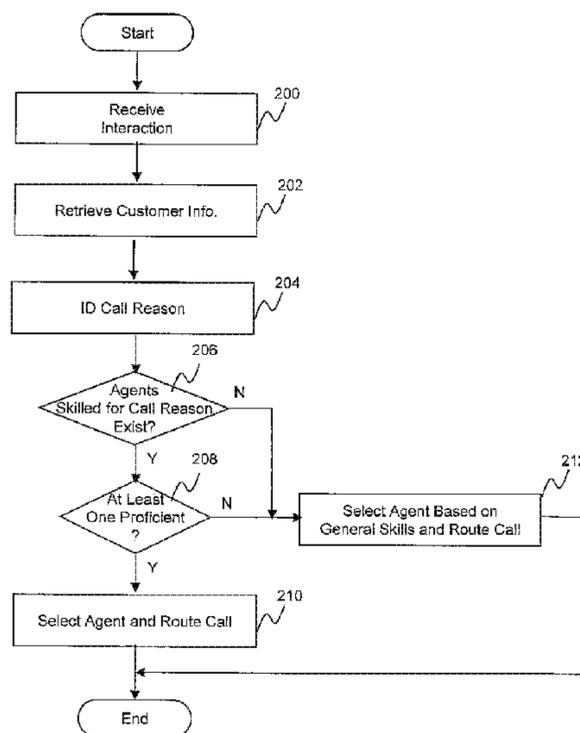 Start
Receive
Interaction
200
Retrieve Customer Info.
202
ID Call Reason
204
Agents
Skilled for Call Reason
Exist?
206
N
Y
At Least
One Proficient
?
208
N
Y
Select Agent Based on
General Skills and Route Call
212
Select Agent and Route Call
210
End